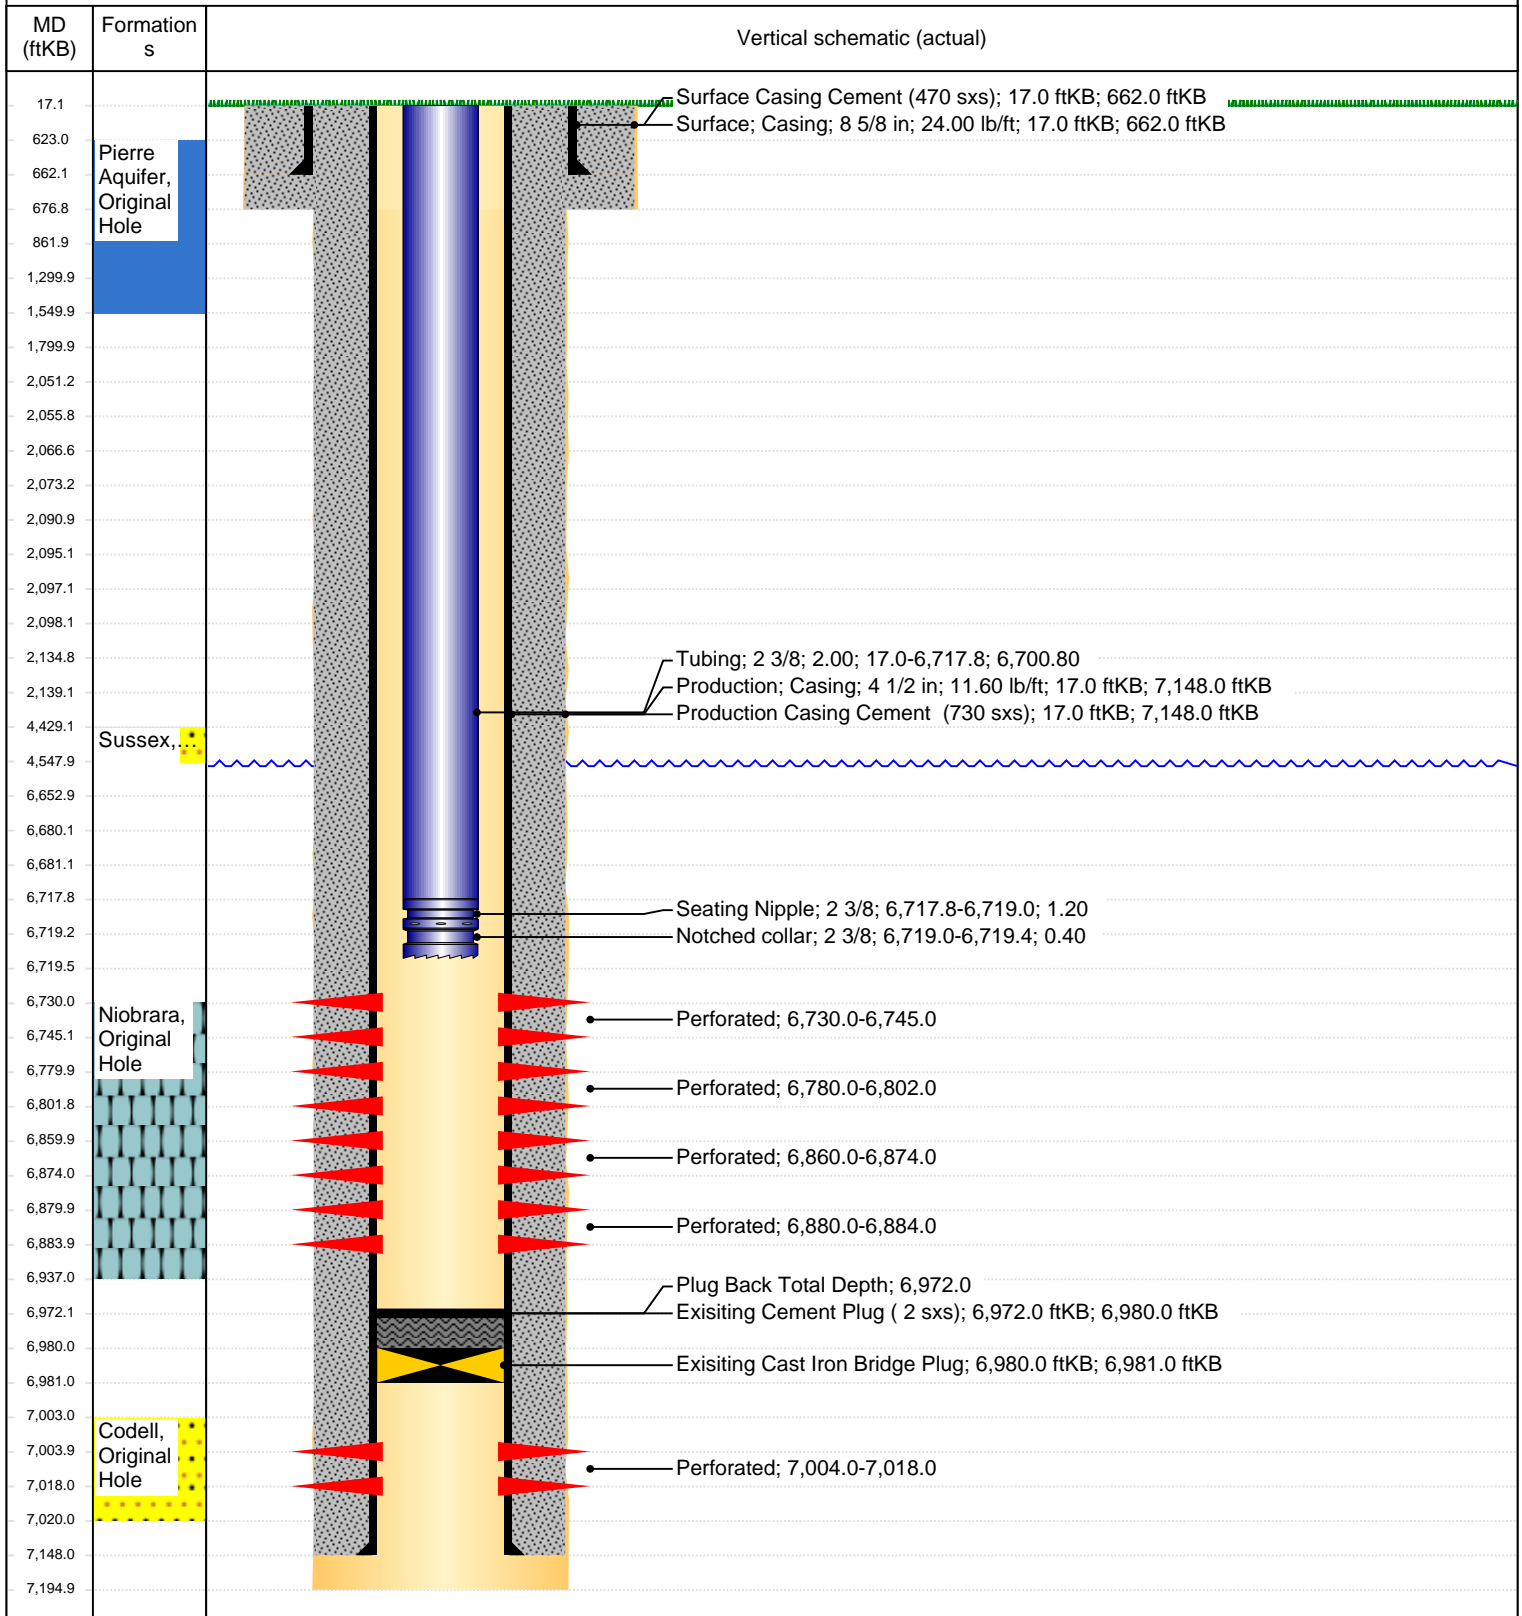 MD
(ftKB)
Formation
s
Vertical schematic (actual)
17.1
623.0
662.1
676.8
861.9
1,299.9
1,549.9
1,799.9
2,051.2
2,055.8
2,066.6
2,073.2
2,090.9
2,095.1
2,097.1
2,098.1
2,134.8
2,139.1
4,429.1
4,547.9
6,652.9
6,680.1
6,681.1
6,717.8
6,719.2
6,719.5
6,730.0
6,745.1
6,779.9
6,801.8
6,859.9
6,874.0
6,879.9
6,883.9
6,937.0
6,972.1
6,980.0
6,981.0
7,003.0
7,003.9
7,018.0
7,020.0
7,148.0
7,194.9
Pierre
Aquifer,
Original
Hole
Sussex,...
Niobrara,
Original
Hole
Codell,
Original
Hole
Surface Casing Cement (470 sxs); 17.0 ftKB; 662.0 ftKB
Surface; Casing; 8 5/8 in; 24.00 lb/ft; 17.0 ftKB; 662.0 ftKB
Tubing; 2 3/8; 2.00; 17.0-6,717.8; 6,700.80
Production; Casing; 4 1/2 in; 11.60 lb/ft; 17.0 ftKB; 7,148.0 ftKB
Production Casing Cement (730 sxs); 17.0 ftKB; 7,148.0 ftKB
Seating Nipple; 2 3/8; 6,717.8-6,719.0; 1.20
Notched collar; 2 3/8; 6,719.0-6,719.4; 0.40
Perforated; 6,730.0-6,745.0
Perforated; 6,780.0-6,802.0
Perforated; 6,860.0-6,874.0
Perforated; 6,880.0-6,884.0
Plug Back Total Depth; 6,972.0
Exisiting Cement Plug ( 2 sxs); 6,972.0 ftKB; 6,980.0 ftKB
Exisiting Cast Iron Bridge Plug; 6,980.0 ftKB; 6,981.0 ftKB
Perforated; 7,004.0-7,018.0